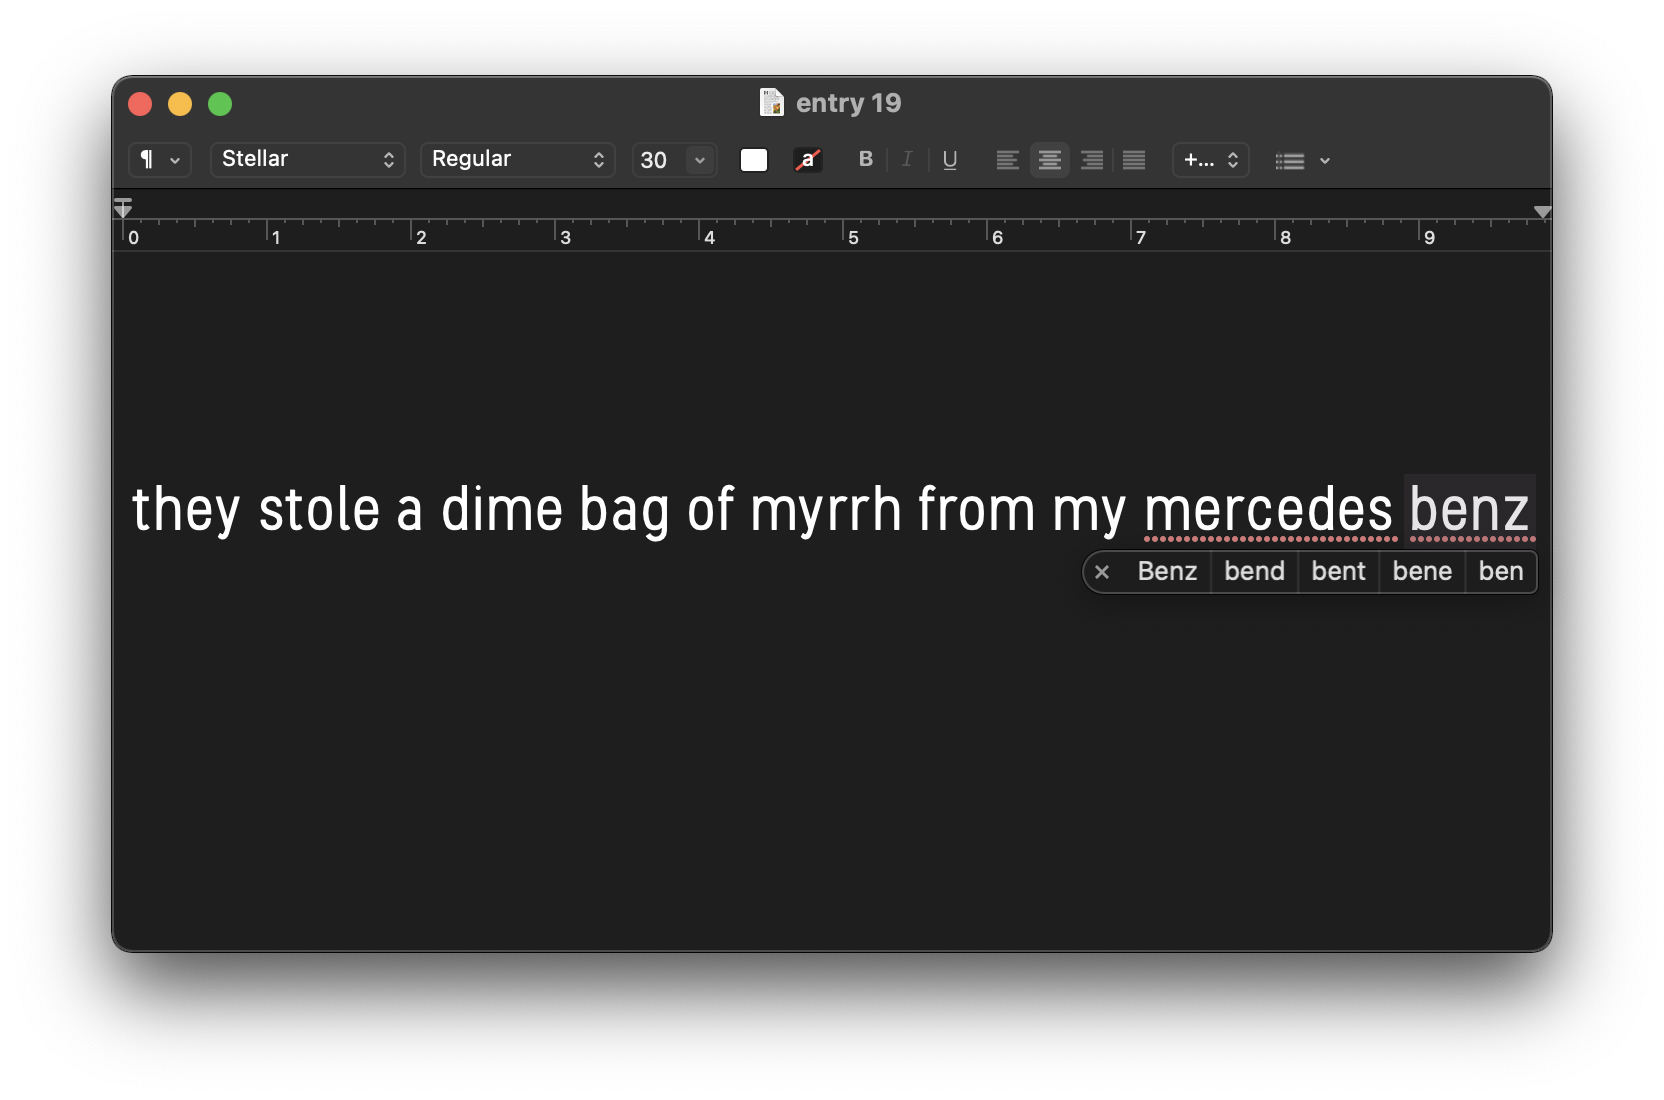 entry 19
¶ Stellar Regular 30 a B I U +...
0 1 2 3 4 5 6 7 8 9
they stole a dime bag of myrrh from my mercedes benz
× Benz bend bent bene ben